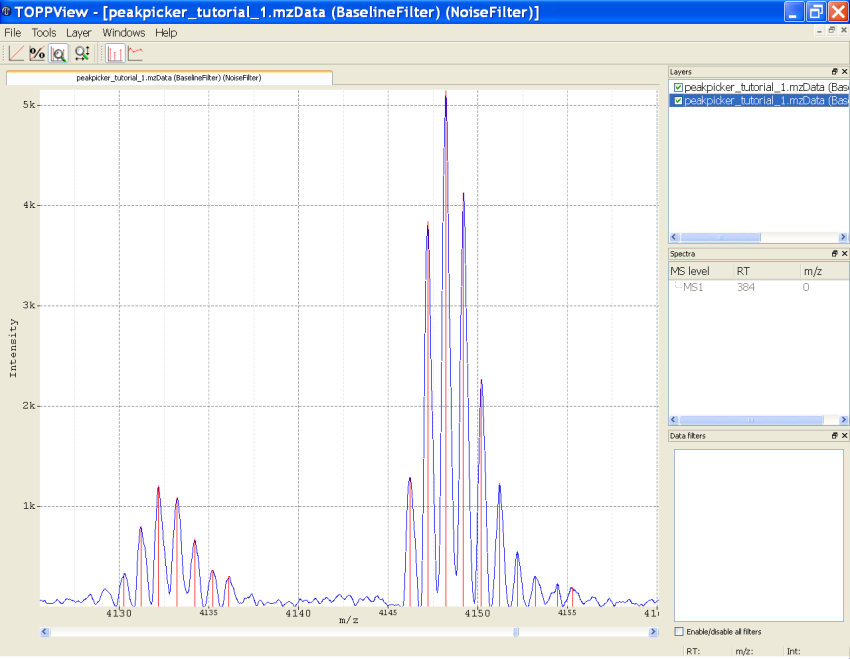 TOPPView - [peakpicker_tutorial_1.mzData (BaselineFilter) (NoiseFilter)]
File Tools Layer Windows Help
peakpicker_tutorial_1.mzData (BaselineFilter) (NoiseFilter)
Layers
peakpicker_tutorial_1.mzData (Bas
peakpicker_tutorial_1.mzData (Bas
Spectra
MS level RT m/z
MS1 384 0
Data filters
Enable/disable all filters
RT: m/z: Int:
5k
4k
3k
2k
1k
Intensity
4130 4135 4140 4145 4150 4155 41
m/z